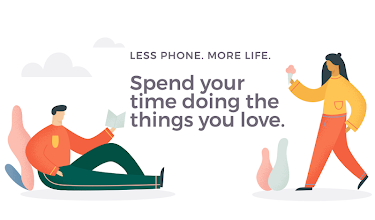 LESS PHONE. MORE LIFE.
Spend your
time doing the
things you love.